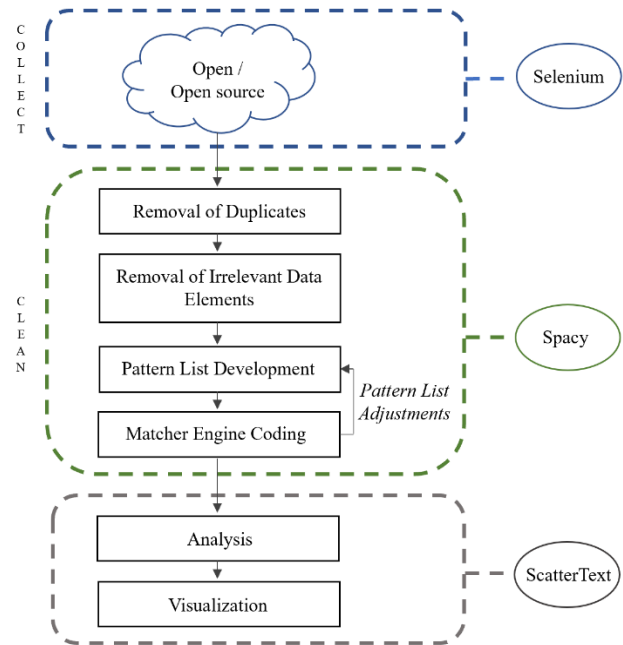 COLLECT
Open /
Open source
Selenium
CLEAN
Removal of Duplicates
Removal of Irrelevant Data
Elements
Pattern List Development
Pattern List
Adjustments
Matcher Engine Coding
Spacy
Analysis
Visualization
ScatterText